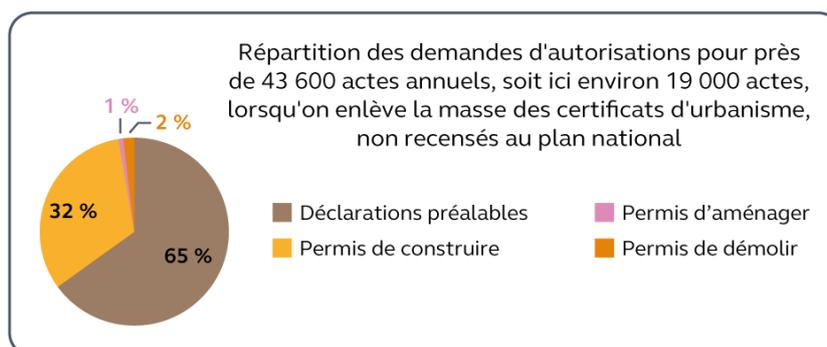 Répartition des demandes d'autorisations pour près
de 43 600 actes annuels, soit ici environ 19 000 actes,
lorsqu'on enlève la masse des certificats d'urbanisme,
non recensés au plan national
1 %
2 %
32 %
65 %
Déclarations préalables
Permis de construire
Permis d’aménager
Permis de démolir